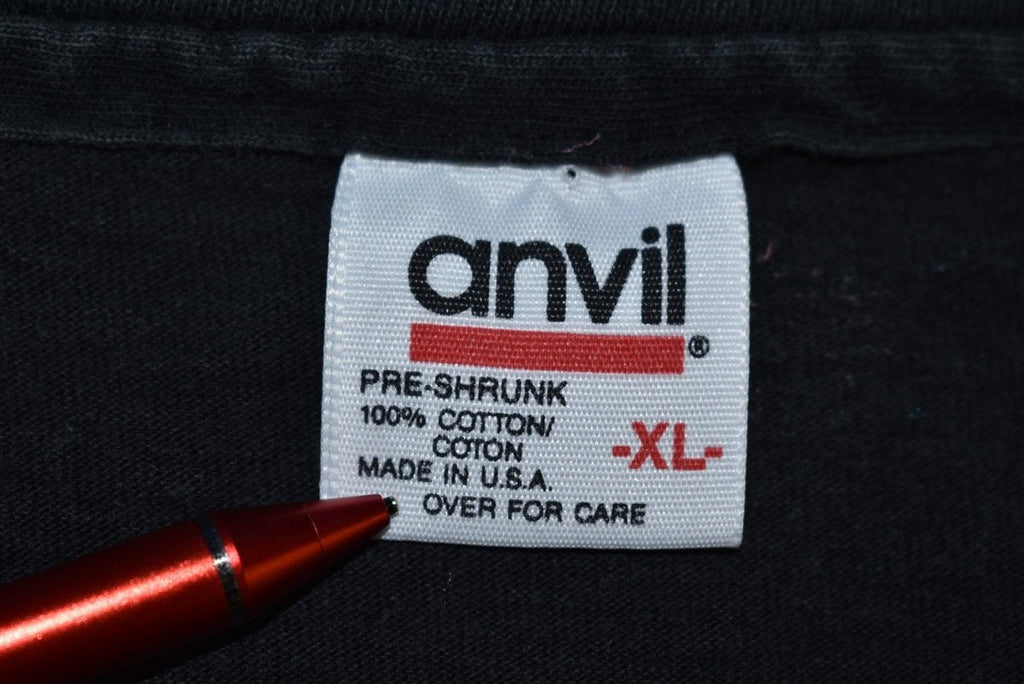 anvil®
PRE-SHRUNK
100% COTTON/
COTON
-XL-
MADE IN U.S.A.
OVER FOR CARE